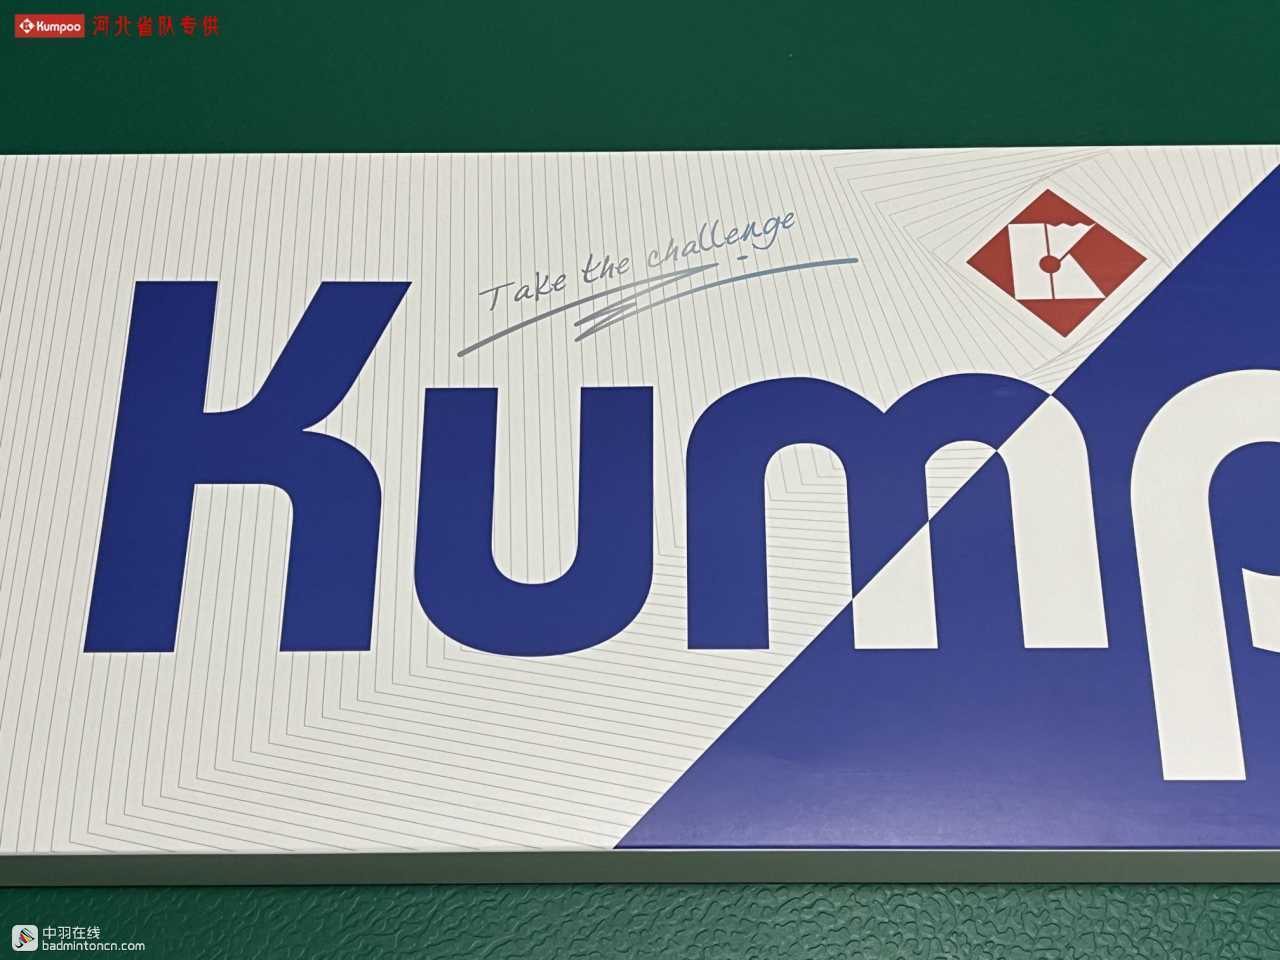 Kumpoo 河北省队专供
Take the challenge
K
Kump
中羽在线
badmintoncn.com